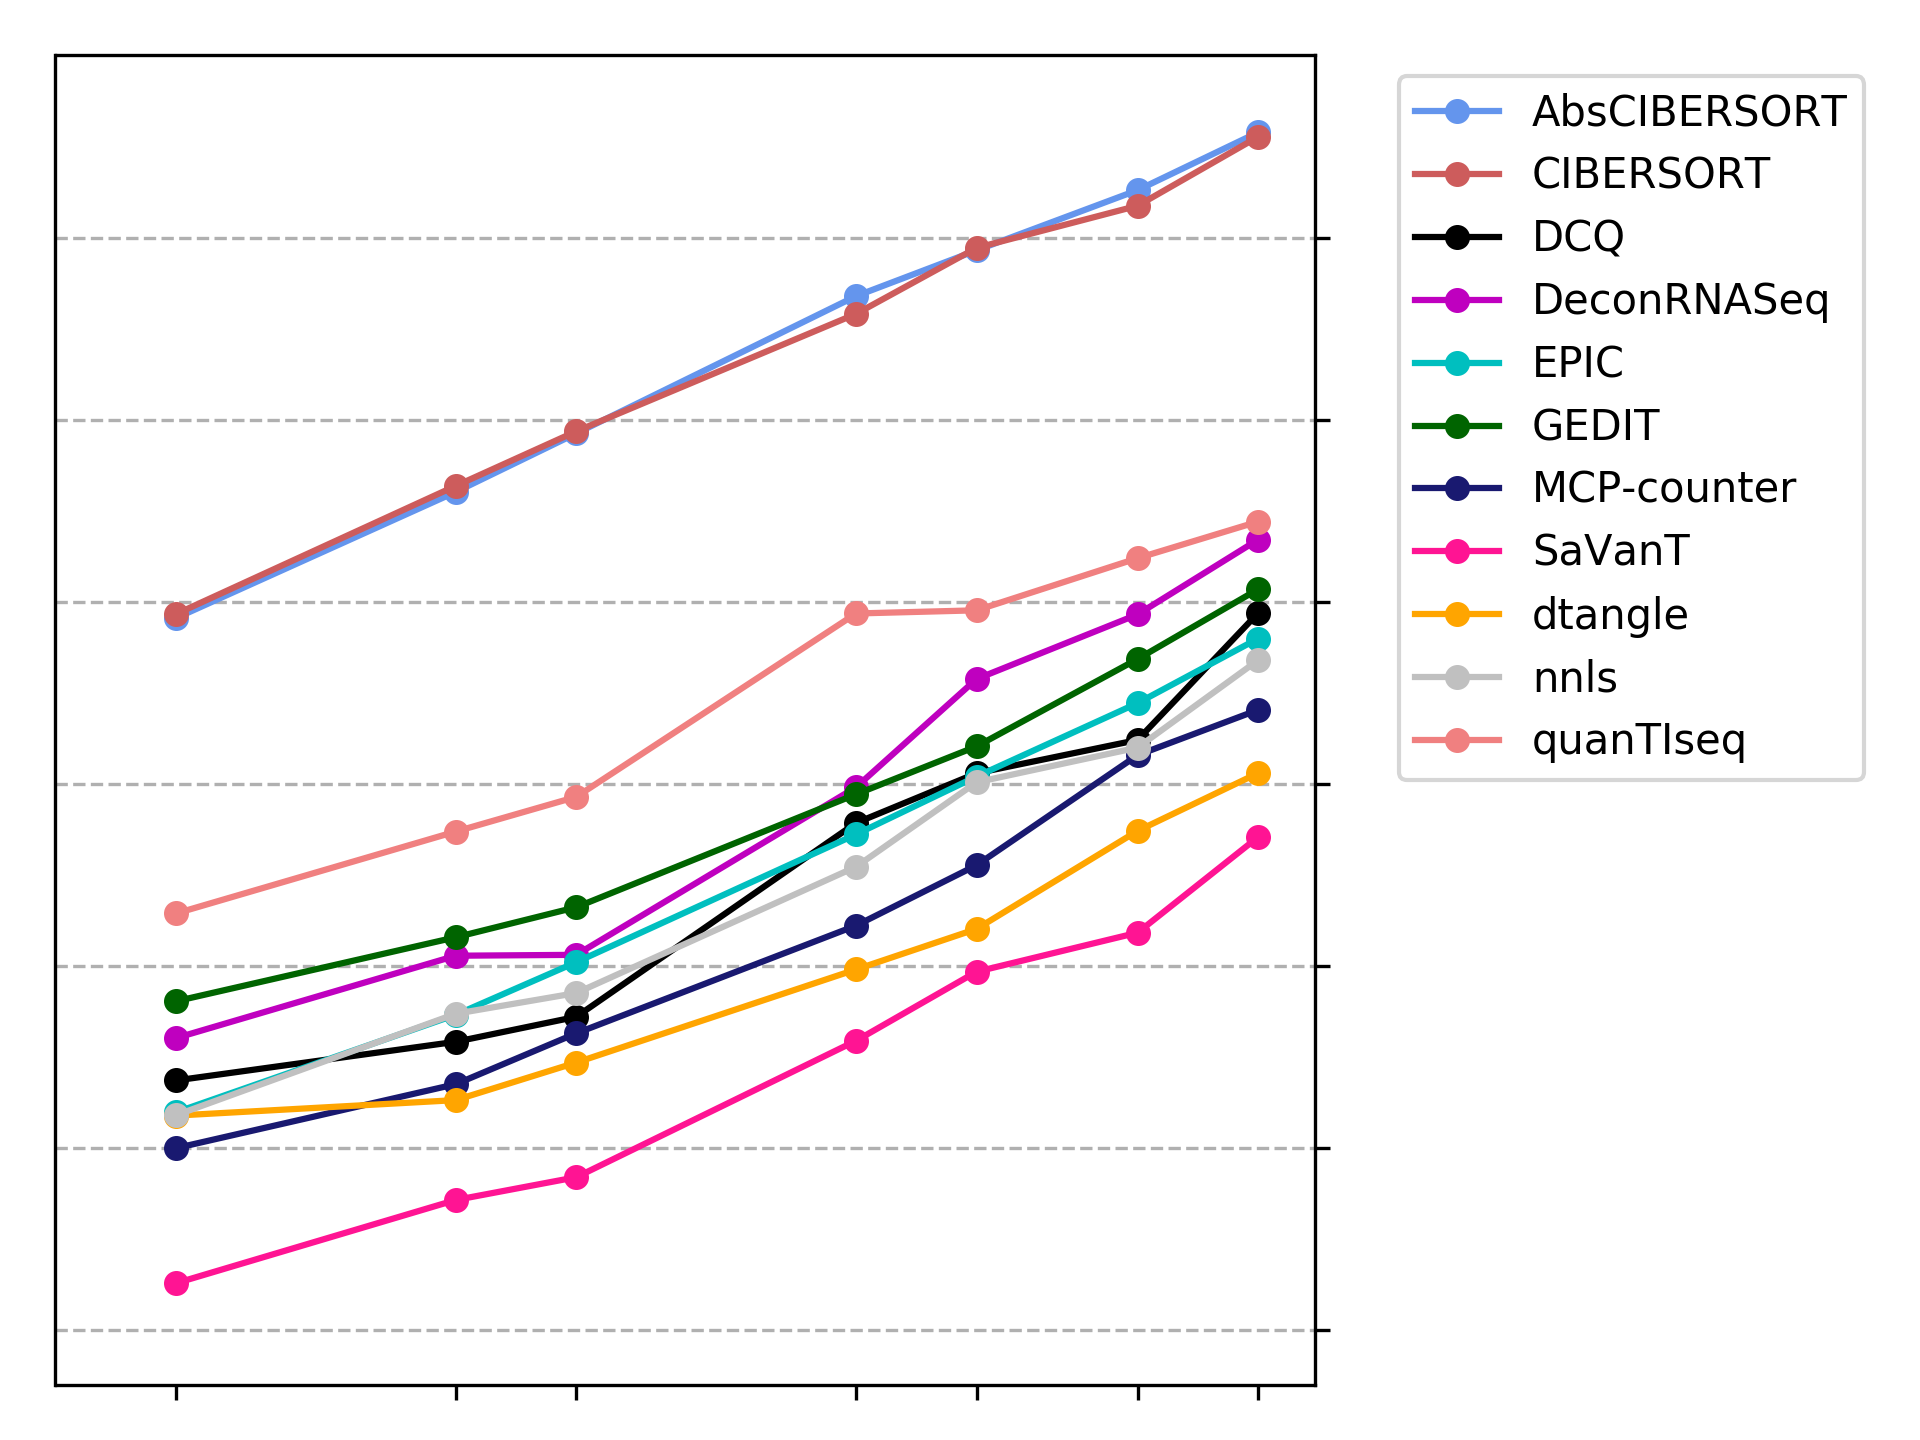 AbsCIBERSORT
CIBERSORT
DCQ
DeconRNASeq
EPIC
GEDIT
MCP-counter
SaVanT
dtangle
nnls
quanTIseq